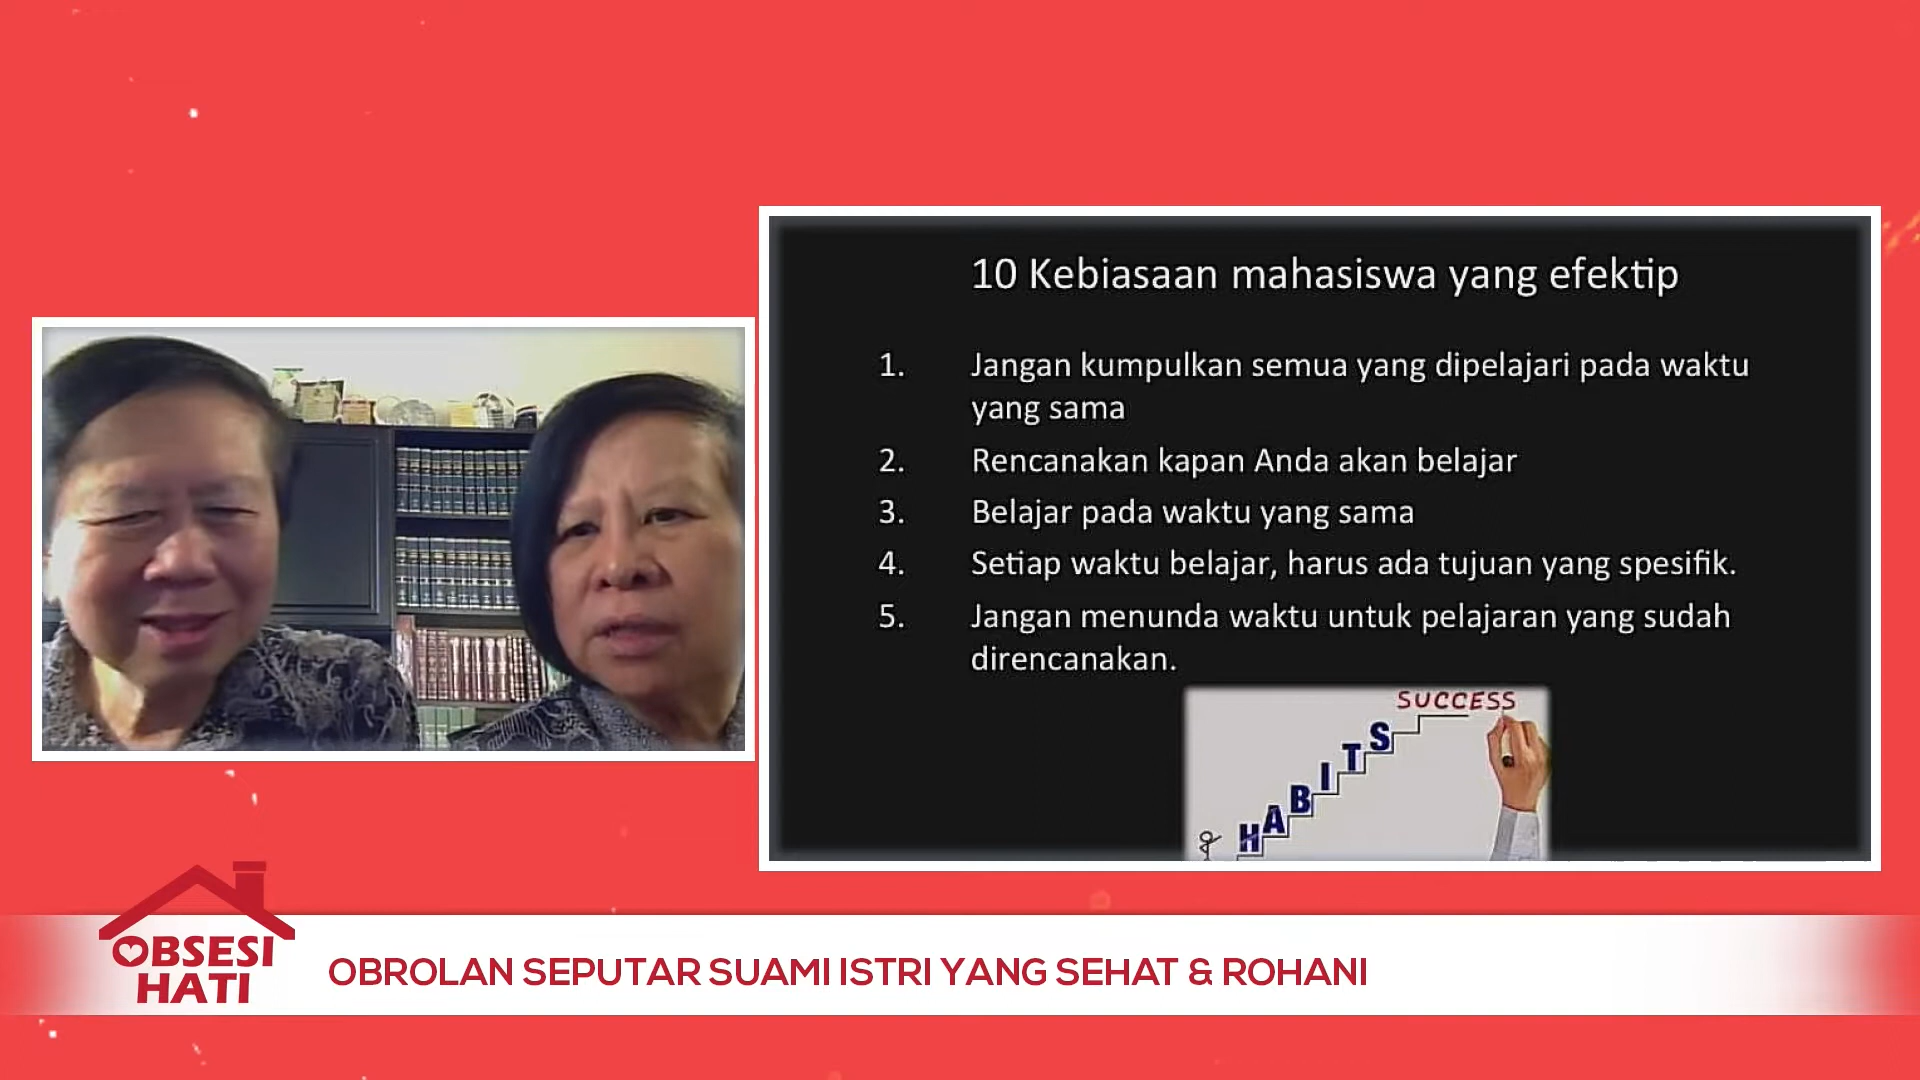 10 Kebiasaan mahasiswa yang efektip
1. Jangan kumpulkan semua yang dipelajari pada waktu
yang sama
2. Rencanakan kapan Anda akan belajar
3. Belajar pada waktu yang sama
4. Setiap waktu belajar, harus ada tujuan yang spesifik.
5. Jangan menunda waktu untuk pelajaran yang sudah
direncanakan.
SUCCESS
HABITS
OBSESI
HATI
OBROLAN SEPUTAR SUAMI ISTRI YANG SEHAT & ROHANI